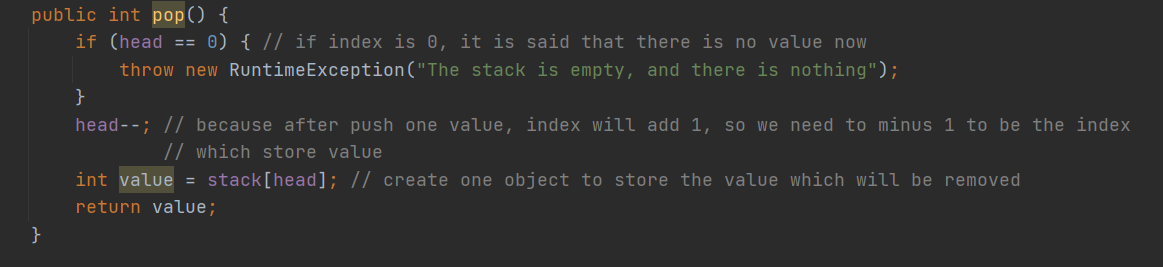 public int pop() {
if (head == 0) { // if index is 0, it is said that there is no value now
throw new RuntimeException("The stack is empty, and there is nothing");
}
head--; // because after push one value, index will add 1, so we need to minus 1 to be the index
// which store value
int value = stack[head]; // create one object to store the value which will be removed
return value;
}